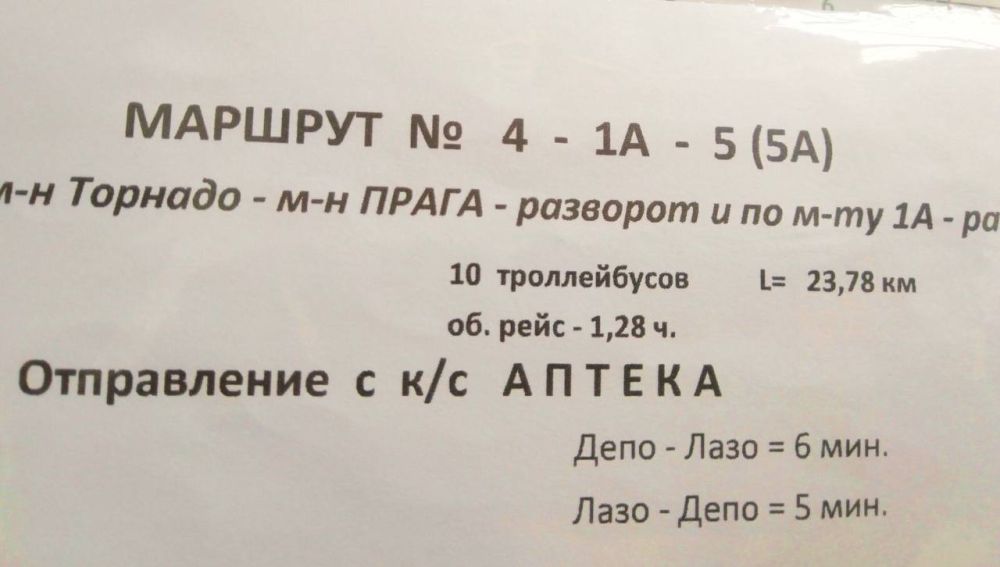 МАРШРУТ № 4 - 1А - 5 (5А)
м-н Торнадо - м-н ПРАГА - разворот и по м-ту 1А - ра
10 троллейбусов L= 23,78 км
об. рейс - 1,28 ч.
Отправление с к/с АПТЕКА
Депо - Лазо = 6 мин.
Лазо - Депо = 5 мин.